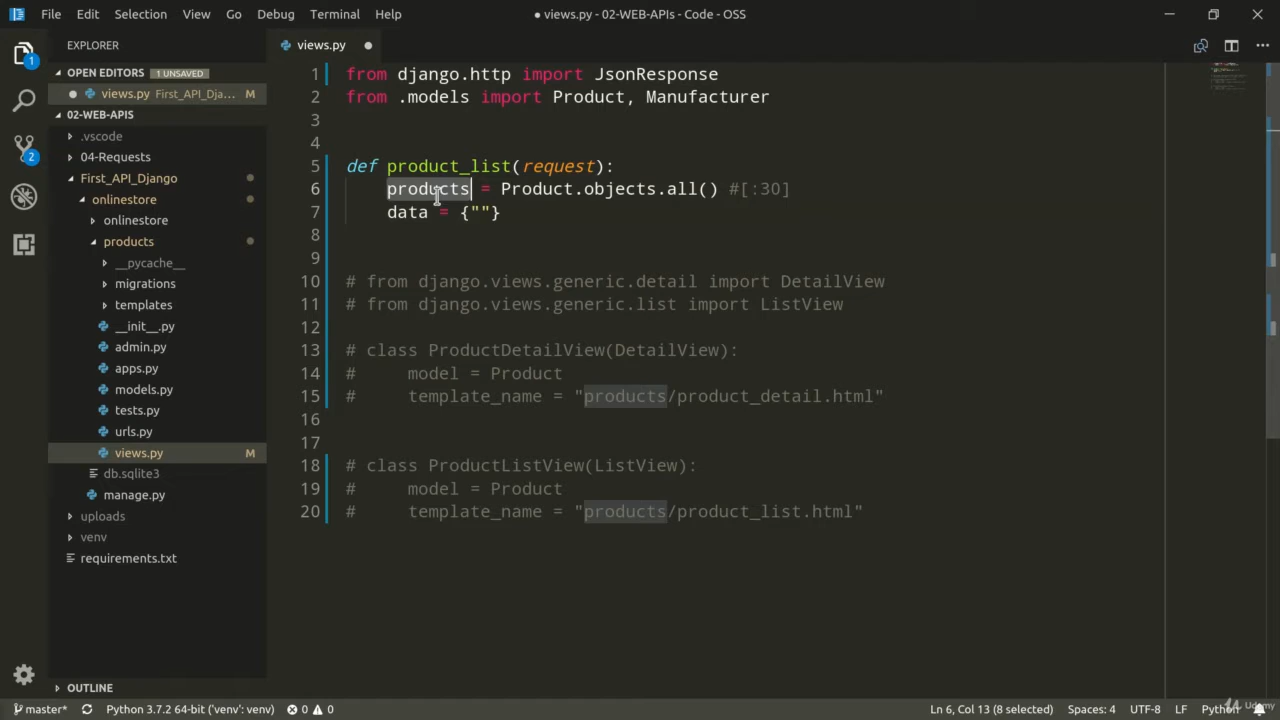 File Edit Selection View Go Debug Terminal Help
● views.py - 02-WEB-APIs - Code - OSS
EXPLORER
OPEN EDITORS 1 UNSAVED
views.py First_API_Dja... M
02-WEB-APIS
.vscode
04-Requests
First_API_Django
onlinestore
onlinestore
products
__pycache__
migrations
templates
__init__.py
admin.py
apps.py
models.py
tests.py
urls.py
views.py M
db.sqlite3
manage.py
uploads
venv
requirements.txt
OUTLINE
1
2
views.py
1 from django.http import JsonResponse
2 from .models import Product, Manufacturer
3
4
5 def product_list(request):
6 products = Product.objects.all() #[:30]
7 data = {""}
8
9
10 # from django.views.generic.detail import DetailView
11 # from django.views.generic.list import ListView
12
13 # class ProductDetailView(DetailView):
14 # model = Product
15 # template_name = "products/product_detail.html"
16
17
18 # class ProductListView(ListView):
19 # model = Product
20 # template_name = "products/product_list.html"
master* Python 3.7.2 64-bit ('venv': venv) 0 0 Ln 6, Col 13 (8 selected) Spaces: 4 UTF-8 LF Python
Udemy